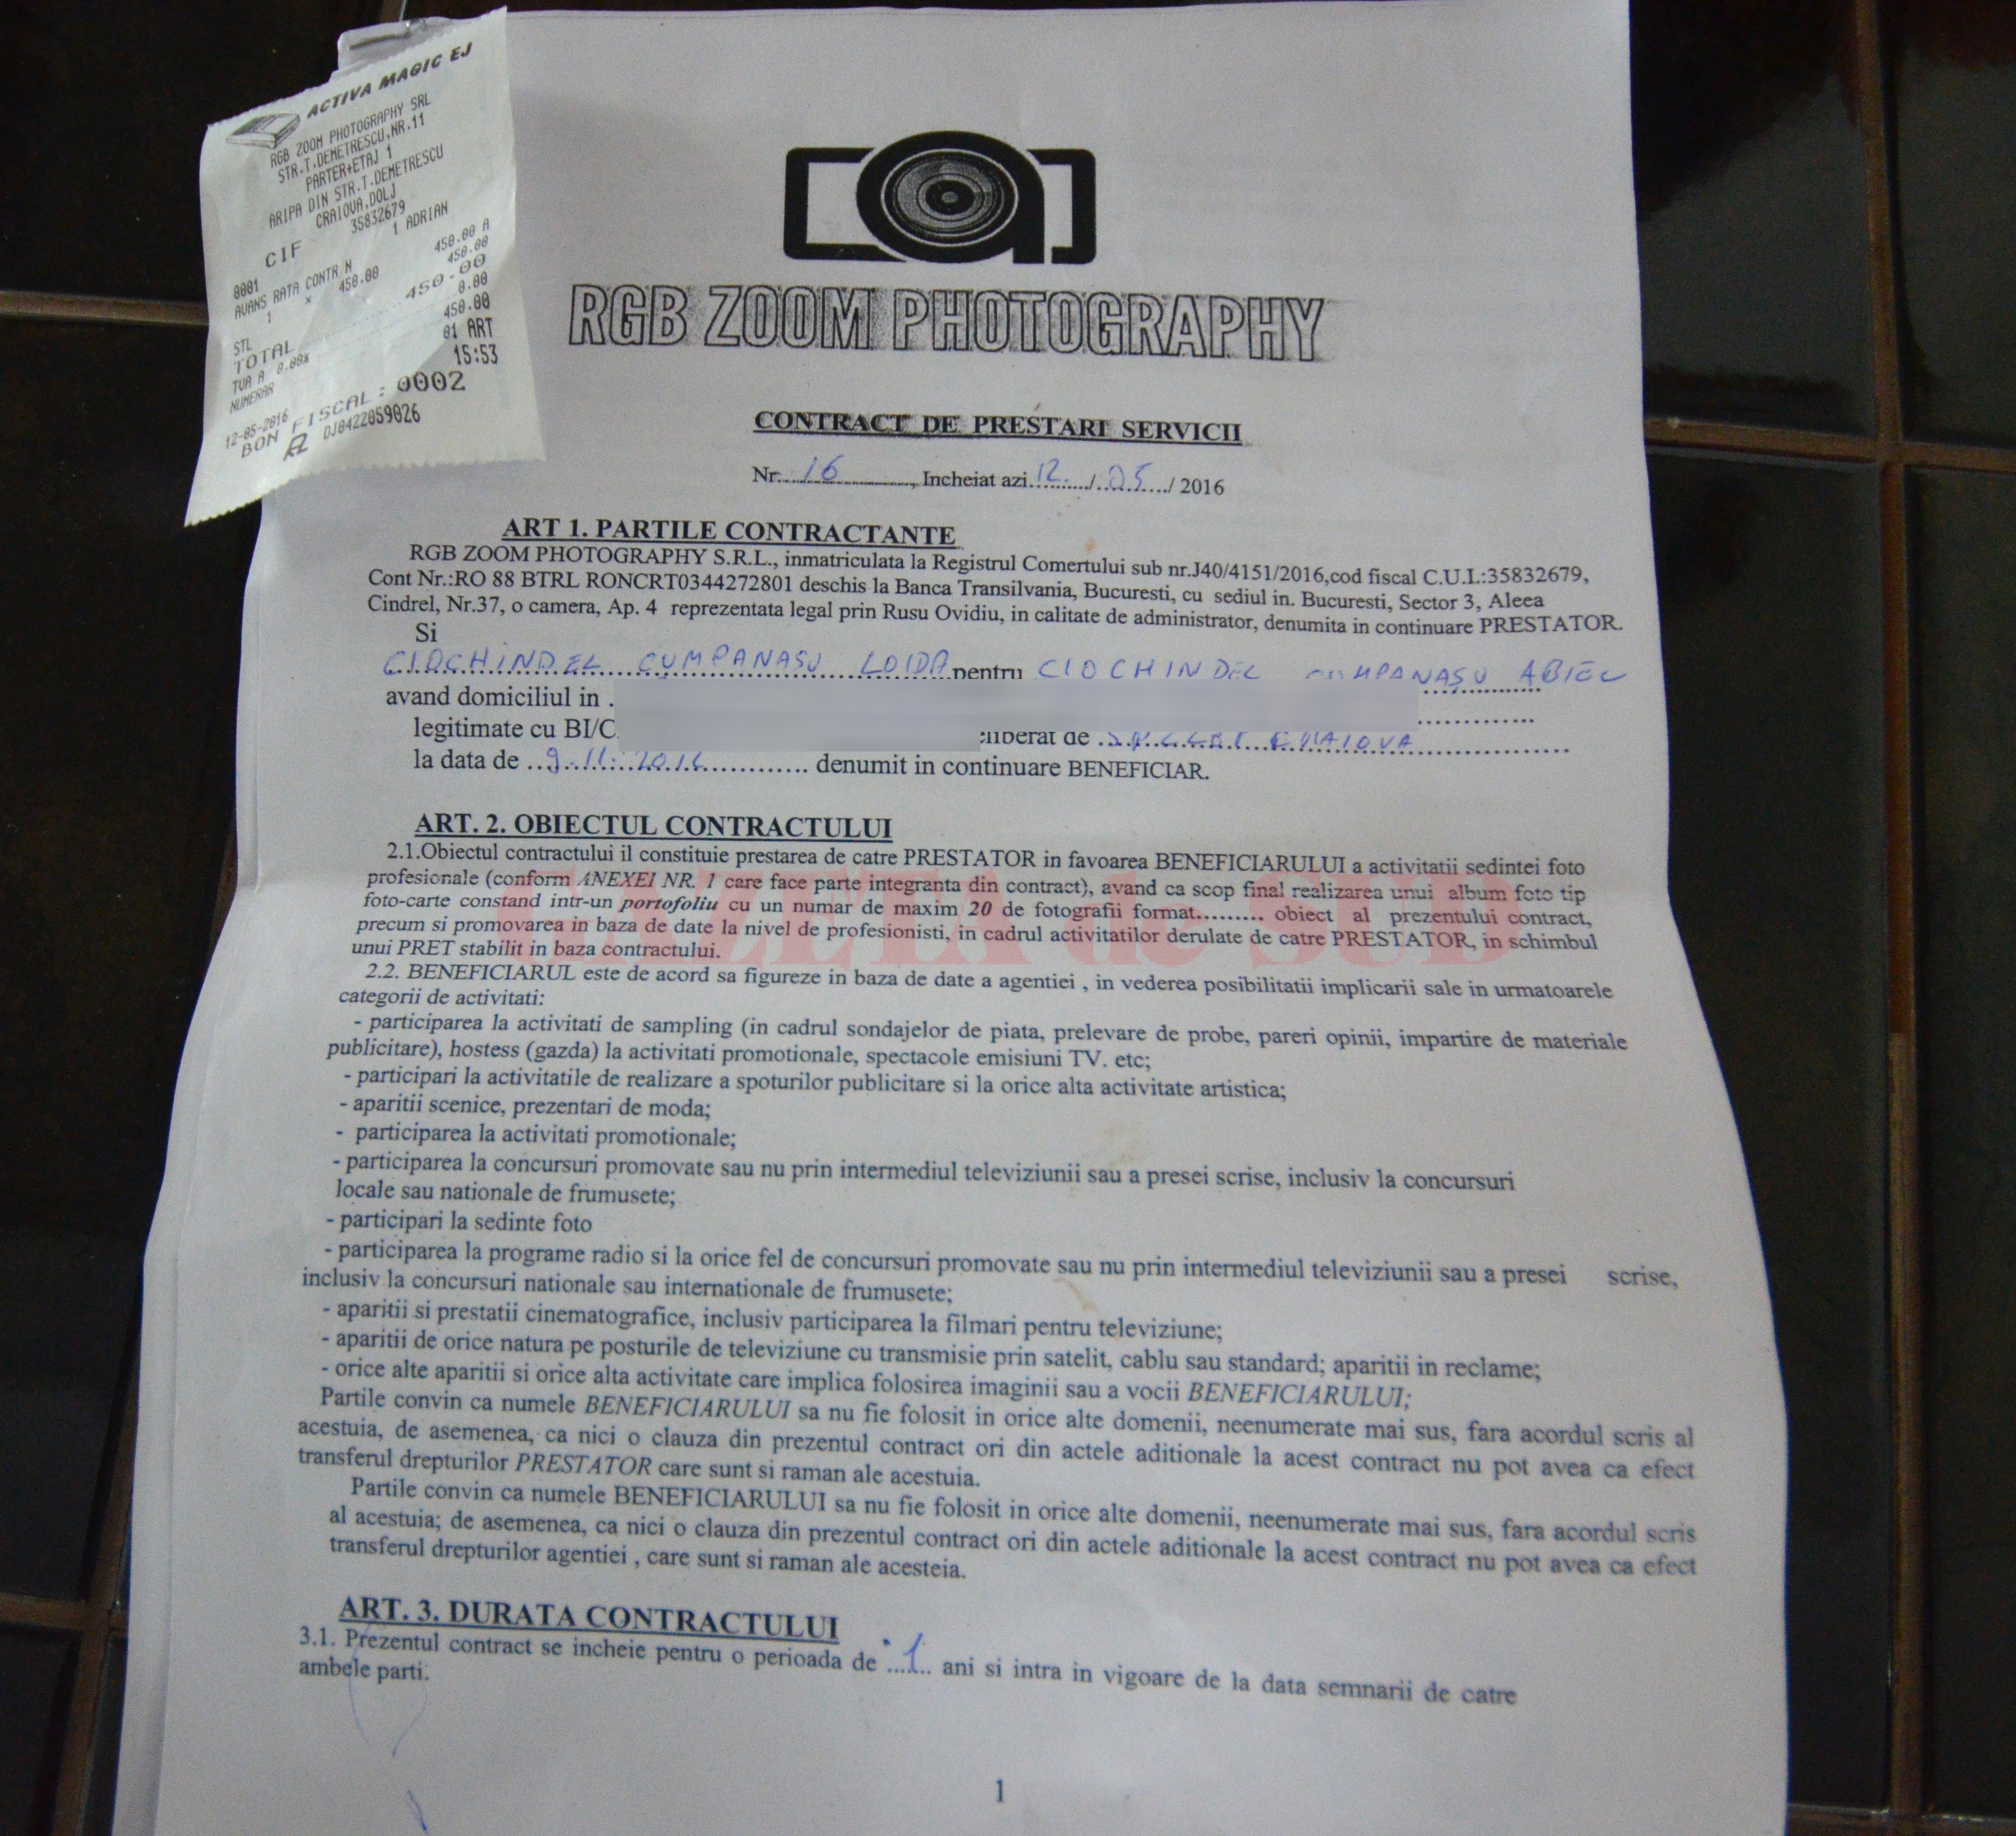 ACTIVA MAGIC EJ
RGB ZOOM PHOTOGRAPHY SRL
STR.T.DEMETRESCU,NR.11
PARTER+ETAJ 1
ARIPA DIN STR.T.DEMETRESCU
CRAIOVA,DOLJ
CIF 35832679
0001 1 ADRIAN
AVANS RATA CONTR N 450.00 A
1 x 450.00 450.00
STL 450.00
TOTAL 450.00
TVA A 0.00% 0.00
NUMERAR 450.00
01 ART
12-05-2016 15:53
BON FISCAL: 0002
DJ0422059026
RGB ZOOM PHOTOGRAPHY
CONTRACT DE PRESTARI SERVICII
Nr. 16, Incheiat azi 12. / 05 / 2016
ART 1. PARTILE CONTRACTANTE
RGB ZOOM PHOTOGRAPHY S.R.L., inmatriculata la Registrul Comertului sub nr.J40/4151/2016,cod fiscal C.U.I.:35832679,
Cont Nr.:RO 88 BTRL RONCRT0344272801 deschis la Banca Transilvania, Bucuresti, cu sediul in. Bucuresti, Sector 3, Aleea
Cindrel, Nr.37, o camera, Ap. 4 reprezentata legal prin Rusu Ovidiu, in calitate de administrator, denumita in continuare PRESTATOR.
Si
CIOCHINDEL CUMPANASU LOIDA pentru CIOCHINDEL CUMPANASU ABIEL
avand domiciliul in
legitimate cu BI/C eliberat de CRAIOVA
la data de 9.11. denumit in continuare BENEFICIAR.
ART. 2. OBIECTUL CONTRACTULUI
2.1.Obiectul contractului il constituie prestarea de catre PRESTATOR in favoarea BENEFICIARULUI a activitatii sedintei foto
profesionale (conform ANEXEI NR. 1 care face parte integranta din contract), avand ca scop final realizarea unui album foto tip
foto-carte constand intr-un portofoliu cu un numar de maxim 20 de fotografii format......... obiect al prezentului contract,
precum si promovarea in baza de date la nivel de profesionisti, in cadrul activitatilor derulate de catre PRESTATOR, in schimbul
unui PRET stabilit in baza contractului.
GAZETA de SUD
2.2. BENEFICIARUL este de acord sa figureze in baza de date a agentiei , in vederea posibilitatii implicarii sale in urmatoarele
categorii de activitati:
- participarea la activitati de sampling (in cadrul sondajelor de piata, prelevare de probe, pareri opinii, impartire de materiale
publicitare), hostess (gazda) la activitati promotionale, spectacole emisiuni TV. etc;
- participari la activitatile de realizare a spoturilor publicitare si la orice alta activitate artistica;
- aparitii scenice, prezentari de moda;
- participarea la activitati promotionale;
- participarea la concursuri promovate sau nu prin intermediul televiziunii sau a presei scrise, inclusiv la concursuri
locale sau nationale de frumusete;
- participari la sedinte foto
- participarea la programe radio si la orice fel de concursuri promovate sau nu prin intermediul televiziunii sau a presei scrise,
inclusiv la concursuri nationale sau internationale de frumusete;
- aparitii si prestatii cinematografice, inclusiv participarea la filmari pentru televiziune;
- aparitii de orice natura pe posturile de televiziune cu transmisie prin satelit, cablu sau standard; aparitii in reclame;
- orice alte aparitii si orice alta activitate care implica folosirea imaginii sau a vocii BENEFICIARULUI;
Partile convin ca numele BENEFICIARULUI sa nu fie folosit in orice alte domenii, neenumerate mai sus, fara acordul scris al
acestuia, de asemenea, ca nici o clauza din prezentul contract ori din actele aditionale la acest contract nu pot avea ca efect
transferul drepturilor PRESTATOR care sunt si raman ale acestuia.
Partile convin ca numele BENEFICIARULUI sa nu fie folosit in orice alte domenii, neenumerate mai sus, fara acordul scris
al acestuia; de asemenea, ca nici o clauza din prezentul contract ori din actele aditionale la acest contract nu pot avea ca efect
transferul drepturilor agentiei , care sunt si raman ale acesteia.
ART. 3. DURATA CONTRACTULUI
3.1. Prezentul contract se incheie pentru o perioada de ..1.. ani si intra in vigoare de la data semnarii de catre
ambele parti.
1